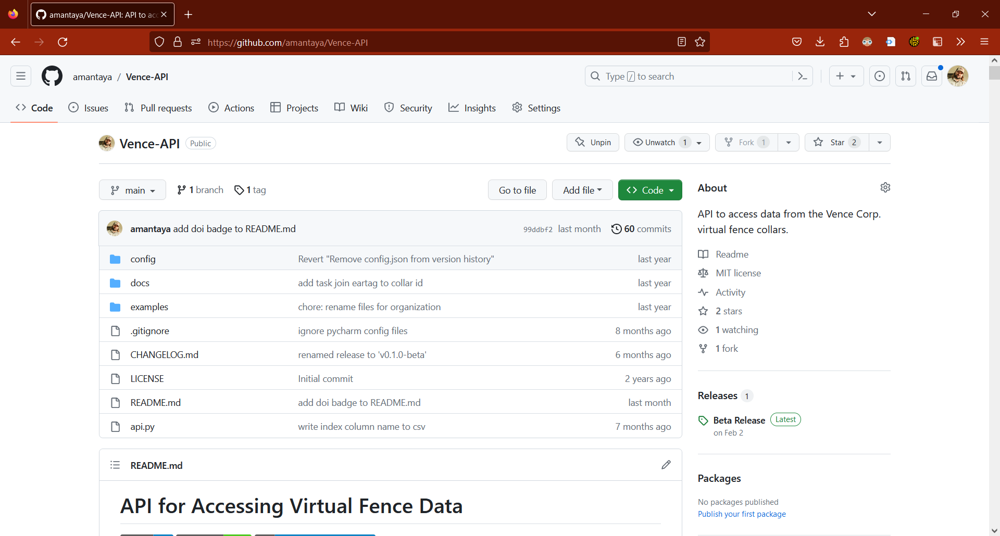 amantaya/Vence-API: API to acc
https://github.com/amantaya/Vence-API
amantaya / Vence-API
Type / to search
Code
Issues
Pull requests
Actions
Projects
Wiki
Security
Insights
Settings
Vence-API Public
Unpin
Unwatch 1
Fork 1
Star 2
main
1 branch
1 tag
Go to file
Add file
Code
amantaya add doi badge to README.md 99ddbf2 last month 60 commits
config Revert "Remove config.json from version history" last year
docs add task join eartag to collar id last year
examples chore: rename files for organization last year
.gitignore ignore pycharm config files 8 months ago
CHANGELOG.md renamed release to 'v0.1.0-beta' 6 months ago
LICENSE Initial commit 2 years ago
README.md add doi badge to README.md last month
api.py write index column name to csv 7 months ago
README.md
API for Accessing Virtual Fence Data
About
API to access data from the Vence Corp.
virtual fence collars.
Readme
MIT license
Activity
2 stars
1 watching
1 fork
Releases 1
Beta Release Latest
on Feb 2
Packages
No packages published
Publish your first package